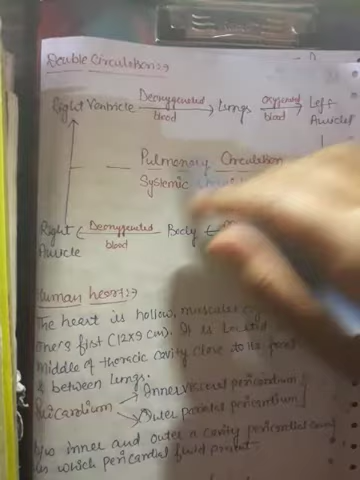 Double Circulation:→
Right Ventricle Deoxygenated blood → Lungs Oxygenated blood → Left Auricle
Pulmonary Circulation
Systemic
Right Auricle ← Deoxygenated blood Body ←
Human heart:→
The heart is hollow, muscular
one's fist (12x9 cm). It is Located
Middle of thoracic cavity close to its
& between lungs.
Pericardium → Inner visceral pericardium
→ Outer parietal pericardium
b/w inner and outer a cavity pericardial
in which pericardial fluid present.